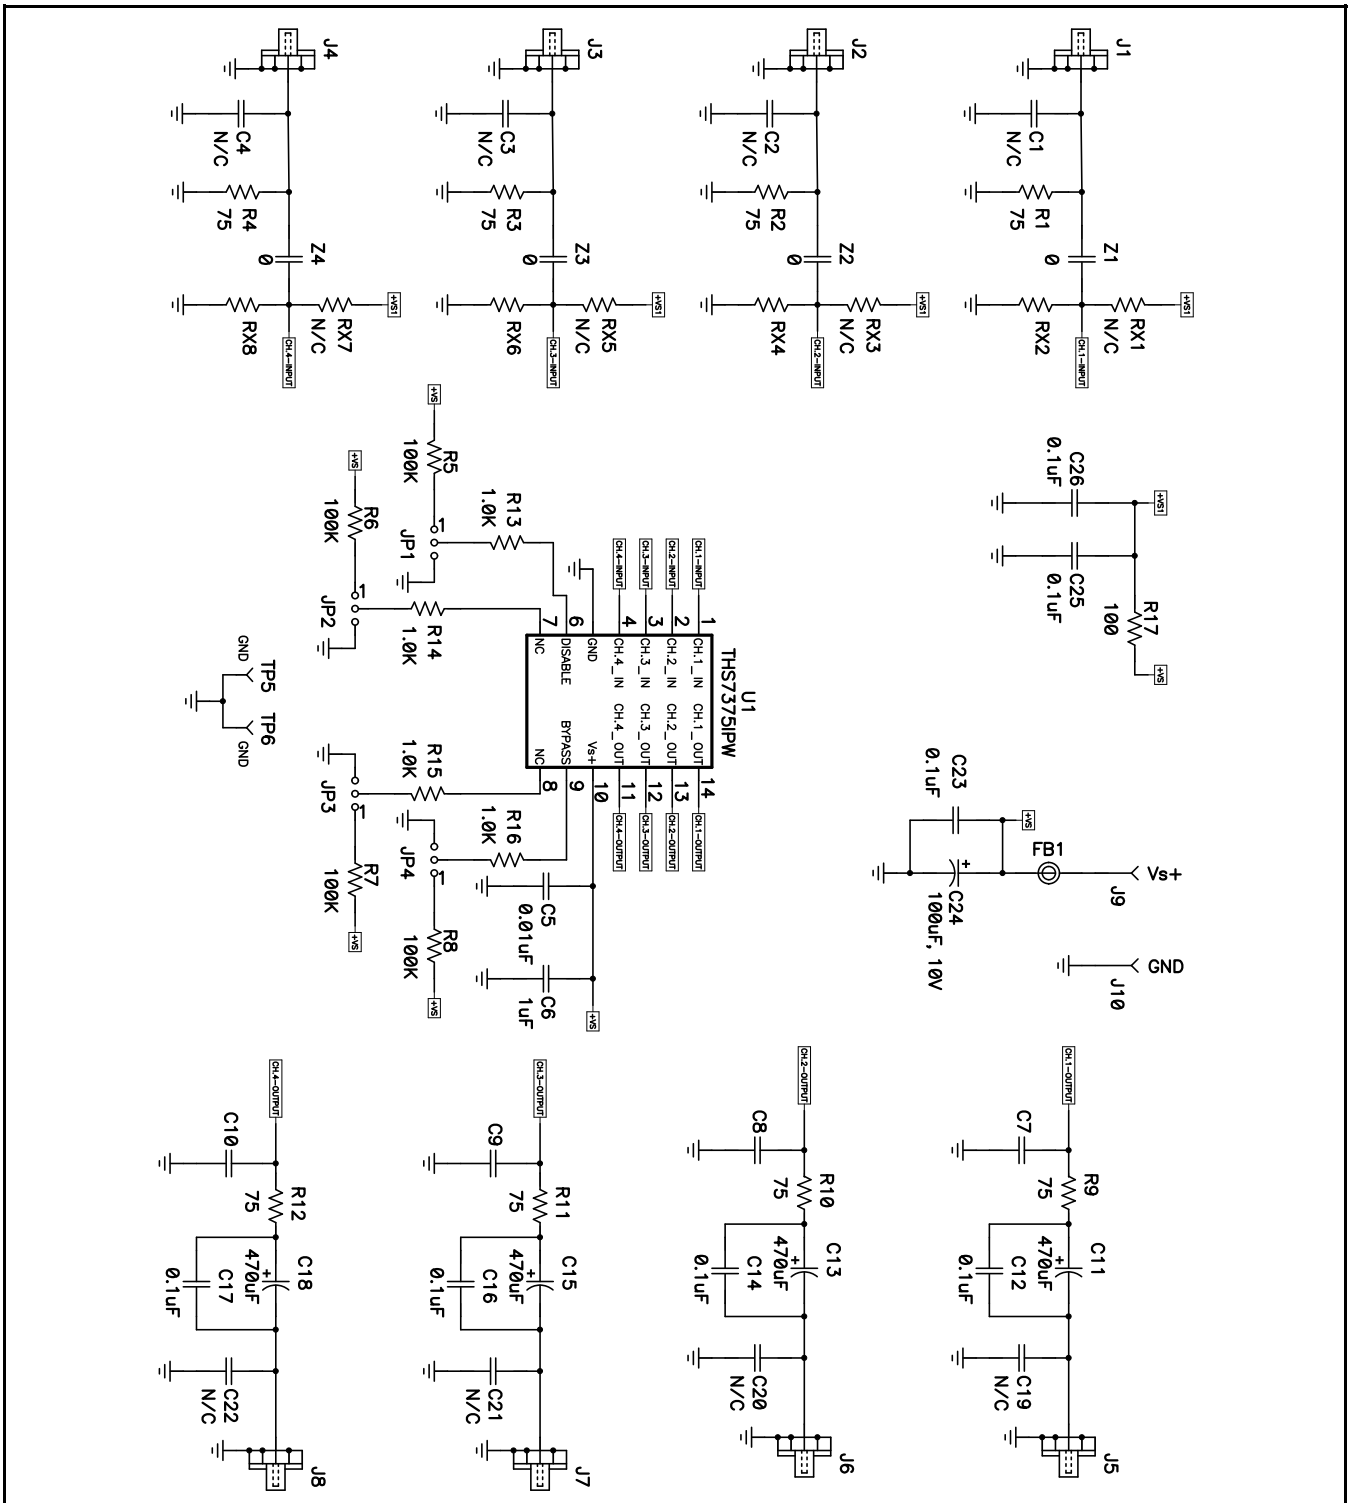 J1
C1
N/C
R1
75
Z1
0
+VS1
RX1
N/C
RX2
CH.1-INPUT
J2
C2
N/C
R2
75
Z2
0
+VS1
RX3
N/C
RX4
CH.2-INPUT
J3
C3
N/C
R3
75
Z3
0
+VS1
RX5
N/C
RX6
CH.3-INPUT
J4
C4
N/C
R4
75
Z4
0
+VS1
RX7
N/C
RX8
CH.4-INPUT
C26
0.1uF
+VS1
C25
0.1uF
R17
100
+VS
C23
0.1uF
+VS
FB1
C24
+
100uF, 10V
Vs+
J9
GND
J10
U1
THS7375IPW
CH.1-INPUT
1
CH.1_IN
CH.1_OUT
14
CH.1-OUTPUT
CH.2-INPUT
2
CH.2_IN
CH.2_OUT
13
CH.2-OUTPUT
CH.3-INPUT
3
CH.3_IN
CH.3_OUT
12
CH.3-OUTPUT
CH.4-INPUT
4
CH.4_IN
CH.4_OUT
11
CH.4-OUTPUT
5
GND
Vs+
10
6
DISABLE
BYPASS
9
7
NC
NC
8
+VS
R5
100K
1
JP1
R13
1.0K
+VS
R6
100K
1
JP2
R14
1.0K
R15
1.0K
JP3
1
R7
100K
+VS
R16
1.0K
JP4
1
R8
100K
+VS
C5
0.01uF
C6
1uF
+VS
TP5
GND
TP6
GND
CH.1-OUTPUT
C7
R9
75
C11
+
470uF
C12
0.1uF
C19
N/C
J5
CH.2-OUTPUT
C8
R10
75
C13
+
470uF
C14
0.1uF
C20
N/C
J6
CH.3-OUTPUT
C9
R11
75
C15
+
470uF
C16
0.1uF
C21
N/C
J7
CH.4-OUTPUT
C10
R12
75
C18
+
470uF
C17
0.1uF
C22
N/C
J8